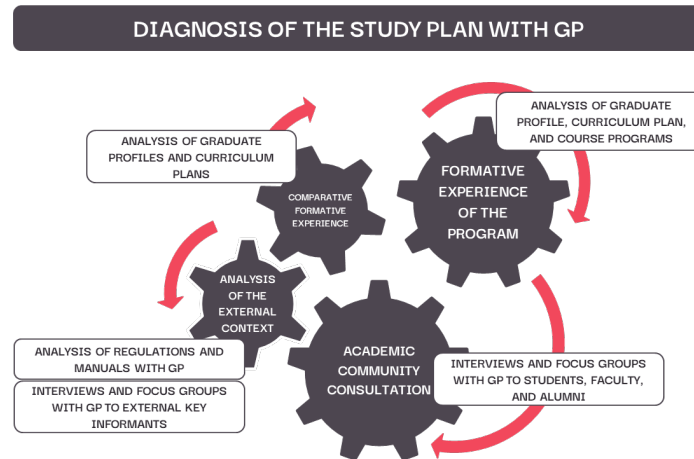 DIAGNOSIS OF THE STUDY PLAN WITH GP
ANALYSIS OF GRADUATE
PROFILE, CURRICULUM PLAN,
AND COURSE PROGRAMS
ANALYSIS OF GRADUATE
PROFILES AND CURRICULUM
PLANS
FORMATIVE
EXPERIENCE
OF THE
PROGRAM
COMPARATIVE
FORMATIVE
EXPERIENCE
ANALYSIS
OF THE
EXTERNAL
CONTEXT
ACADEMIC
COMMUNITY
CONSULTATION
ANALYSIS OF REGULATIONS AND
MANUALS WITH GP
INTERVIEWS AND FOCUS GROUPS
WITH GP TO EXTERNAL KEY
INFORMANTS
INTERVIEWS AND FOCUS GROUPS
WITH GP TO STUDENTS, FACULTY,
AND ALUMNI